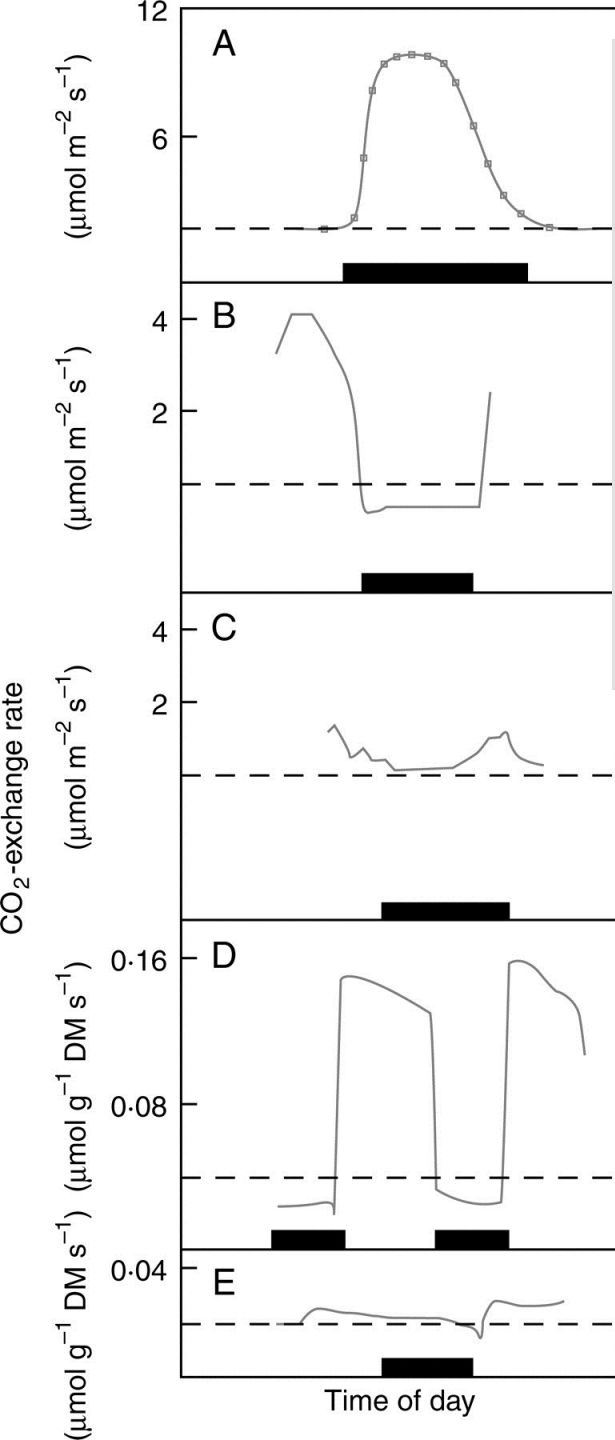 12
A
6
(μmol m⁻² s⁻¹)
B
4
2
(μmol m⁻² s⁻¹)
C
4
2
(μmol m⁻² s⁻¹)
CO₂-exchange rate
D
0·16
0·08
(μmol g⁻¹ DM s⁻¹)
E
0·04
(μmol g⁻¹ DM s⁻¹)
Time of day